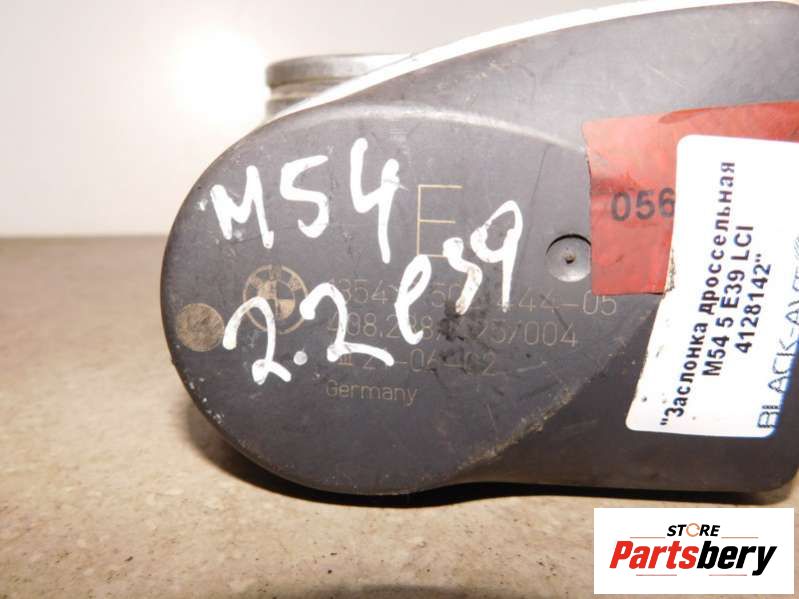 M54
2.2 e39
E
Germany
056
"Заслонка дроссельная
M54 5 E39 LCI
4128142"
STORE
Partsbery